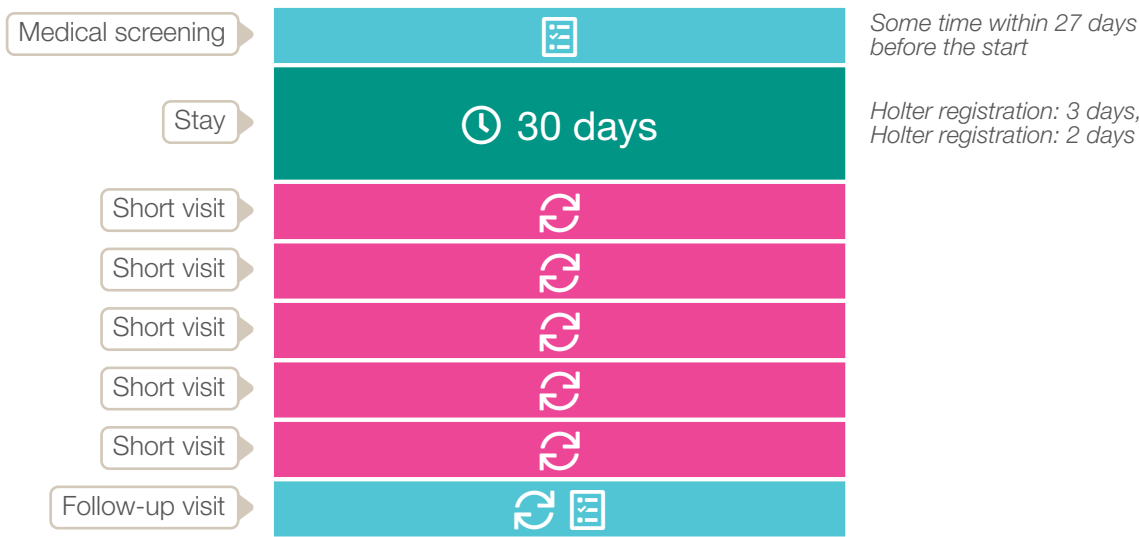 Medical screening
Some time within 27 days
before the start
Stay
30 days
Holter registration: 3 days,
Holter registration: 2 days
Short visit
Short visit
Short visit
Short visit
Short visit
Follow-up visit